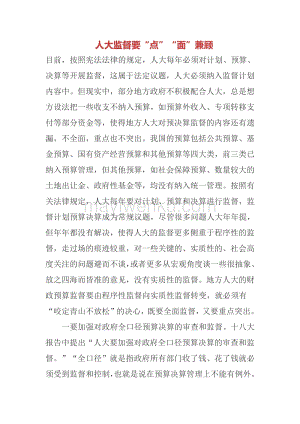 人大监督要“点”“面”兼顾
目前，按照宪法法律的规定，人大每年必须对计划、预算、
决算等开展监督，这属于法定议题，人大必须纳入监督计划
内容中。但现实中，部分地方政府不积极配合人大，总是想
方设法把一些收支不纳入预算。如预算外收入、专项转移支
付等部分资金等，使得地方人大对预决算监督的内容还有遗
漏、不全面，重点也不突出。我国的预算包括公共预算、基
金预算、国有资产经营预算和其他预算等四大类，前三类已
纳入预算管理，但其他预算，如社会保障预算、数量较大的
土地出让金、政府性基金等，均没有纳入统一管理。按照有
关法律规定，人大每年要对计划、预算和决算进行监督，监
督计划预算决算成为常规议题，尽管很多问题人大年年提，
但年年都没有解决，导致人大的监督更多侧重于程序性的监
督，走过场的痕迹较重，对一些关键的、实质性的、社会高
度关注的问题避而不谈，或者更多从宏观角度谈一些很抽象、
放之四海而皆准的意见，没有实质性的监督。地方人大的财
政预算监督要由程序性监督向实质性监督转变，就必须有
“咬定青山不放松”的决心，既要全面监督，又要重点突出。
一要加强对政府全口径预算决算的审查和监督。十八大
报告中提出“人大要加强对政府全口径预算决算的审查和监
督。”“全口径”就是指政府所有部门收了钱、花了钱就必
须受到监督和控制，也就是说在预算决算管理上不能有例外、